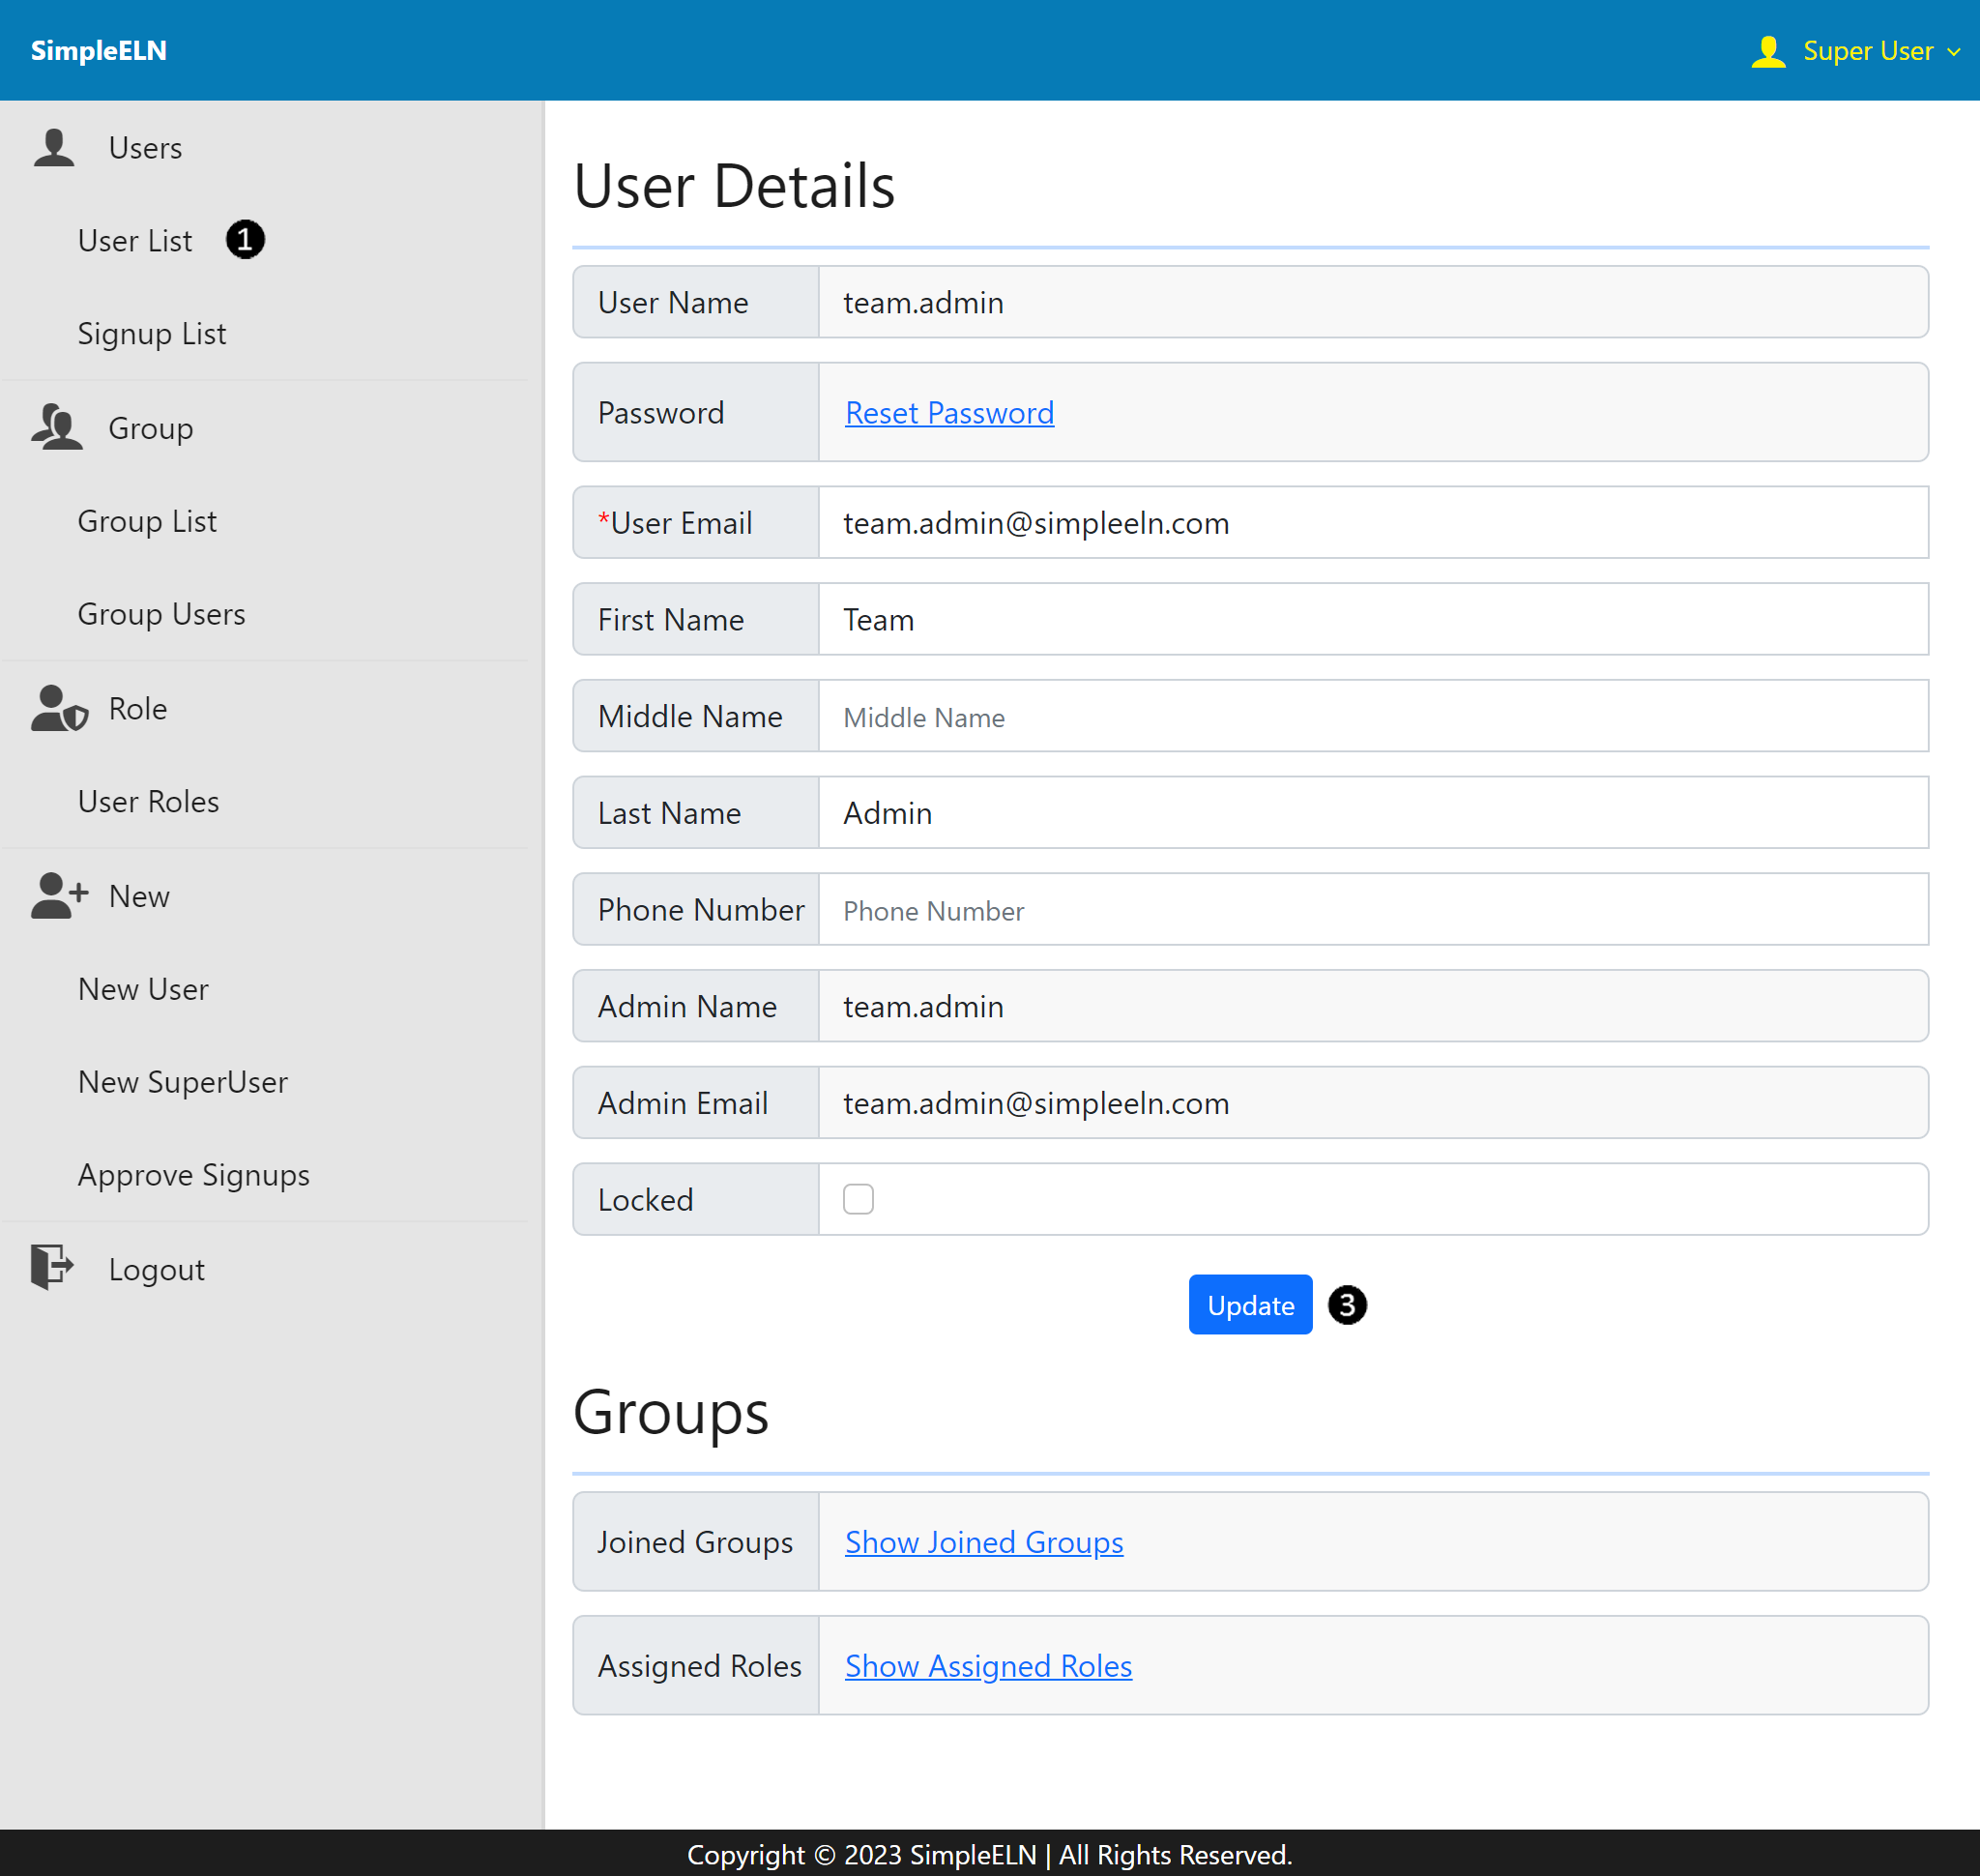 SimpleELN
Super User
Users
User List 1
Signup List
Group
Group List
Group Users
Role
User Roles
New
New User
New SuperUser
Approve Signups
Logout
User Details
User Name team.admin
Password Reset Password
*User Email team.admin@simpleeln.com
First Name Team
Middle Name Middle Name
Last Name Admin
Phone Number Phone Number
Admin Name team.admin
Admin Email team.admin@simpleeln.com
Locked
Update 3
Groups
Joined Groups Show Joined Groups
Assigned Roles Show Assigned Roles
Copyright © 2023 SimpleELN | All Rights Reserved.